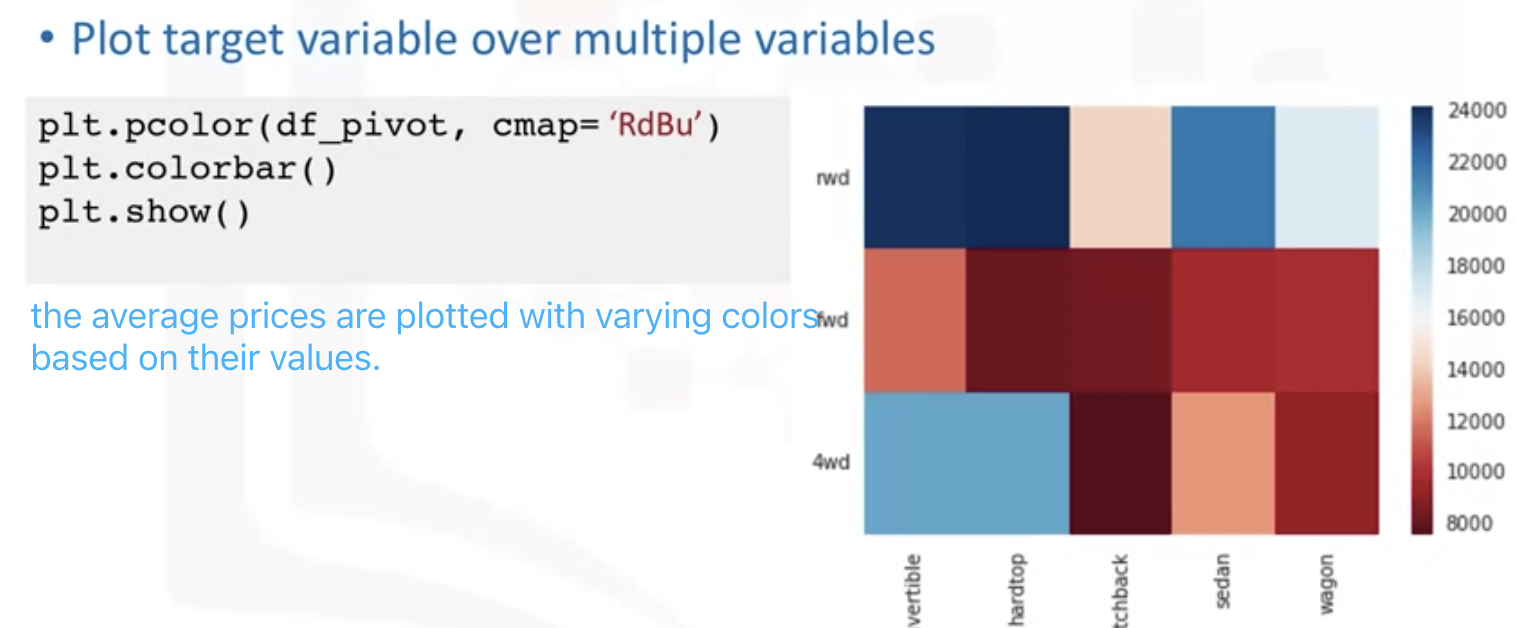 • Plot target variable over multiple variables
plt.pcolor(df_pivot, cmap= ‘RdBu’)
plt.colorbar()
plt.show()
the average prices are plotted with varying colors
based on their values.
rwd
fwd
4wd
vertible
hardtop
tchback
sedan
wagon
24000
22000
20000
18000
16000
14000
12000
10000
8000